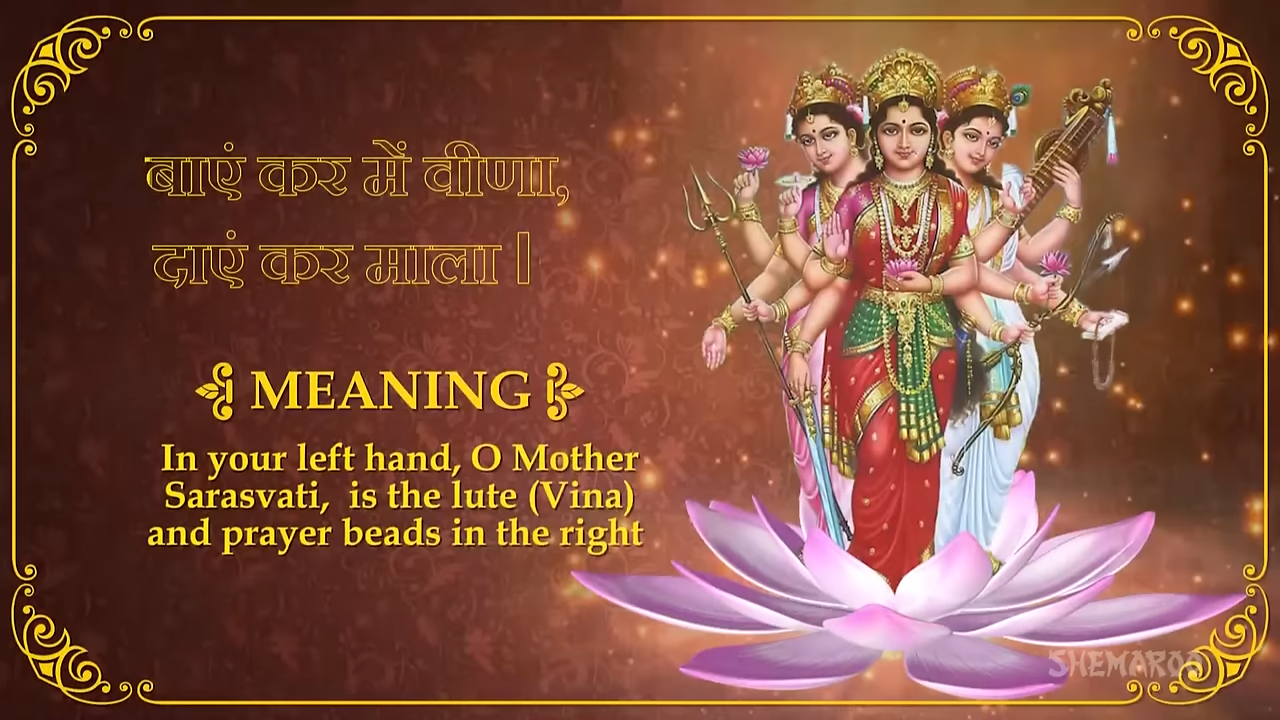 बाएं कर में वीणा,
दाएं कर माला ।
MEANING
In your left hand, O Mother
Sarasvati, is the lute (Vina)
and prayer beads in the right
SHEMAROO